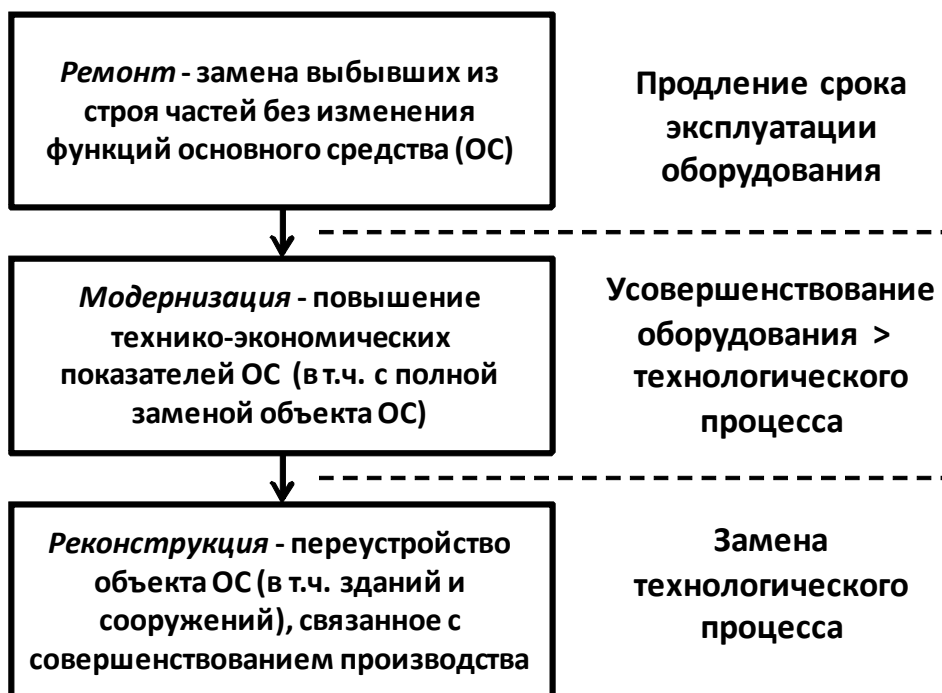 Ремонт - замена выбывших из
строя частей без изменения
функций основного средства (ОС)
Продление срока
эксплуатации
оборудования
Модернизация - повышение
технико-экономических
показателей ОС (в т.ч. с полной
заменой объекта ОС)
Усовершенствование
оборудования >
технологического
процесса
Реконструкция - переустройство
объекта ОС (в т.ч. зданий и
сооружений), связанное с
совершенствованием производства
Замена
технологического
процесса